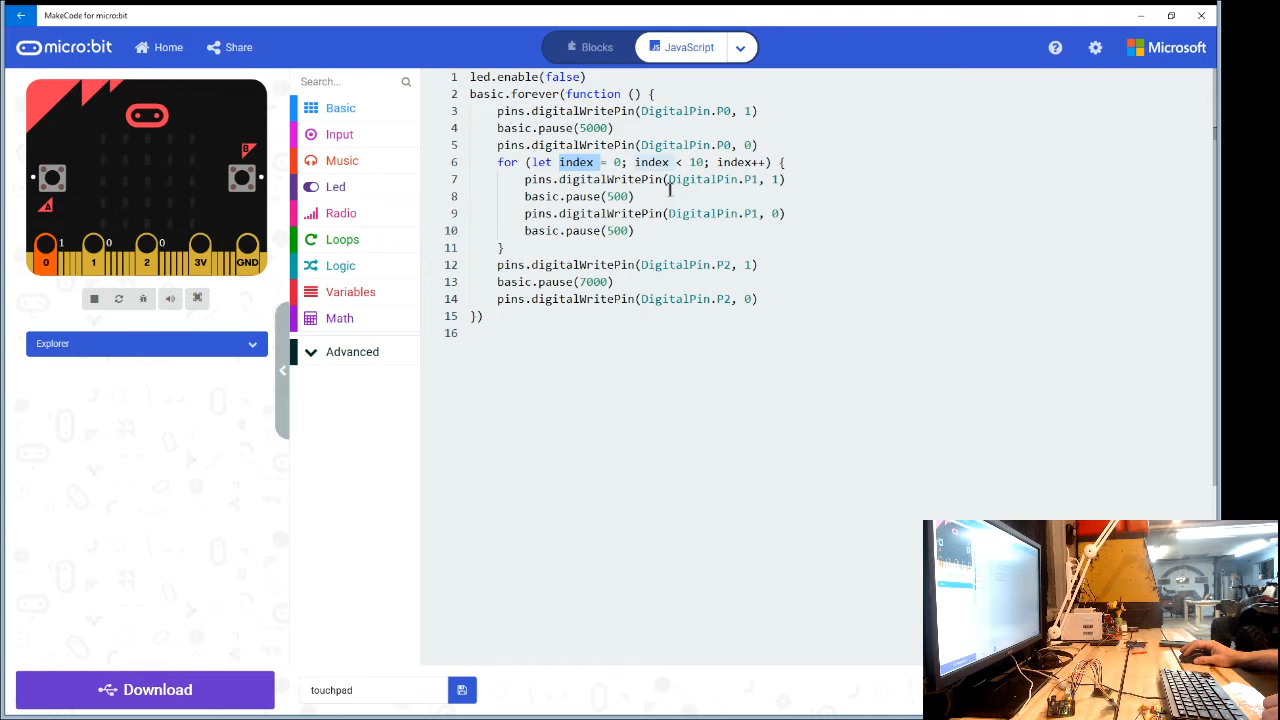 MakeCode for micro:bit
micro:bit
Home
Share
Blocks
JS JavaScript
? 
Microsoft
Search...
Basic
Input
Music
Led
Radio
Loops
Logic
Variables
Math
Advanced
A
B
1
0
0
0
1
2
3V
GND
Explorer
1 led.enable(false)
2 basic.forever(function () {
3 pins.digitalWritePin(DigitalPin.P0, 1)
4 basic.pause(5000)
5 pins.digitalWritePin(DigitalPin.P0, 0)
6 for (let index = 0; index < 10; index++) {
7 pins.digitalWritePin(DigitalPin.P1, 1)
8 basic.pause(500)
9 pins.digitalWritePin(DigitalPin.P1, 0)
10 basic.pause(500)
11 }
12 pins.digitalWritePin(DigitalPin.P2, 1)
13 basic.pause(7000)
14 pins.digitalWritePin(DigitalPin.P2, 0)
15 })
16
Download
touchpad